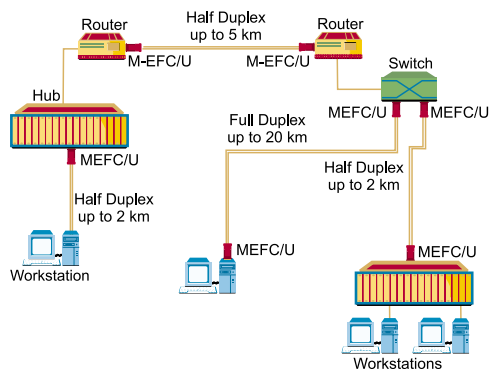 Router
Half Duplex
up to 5 km
Router
M-EFC/U
M-EFC/U
Hub
Switch
MEFC/U
MEFC/U
MEFC/U
Full Duplex
up to 20 km
Half Duplex
up to 2 km
Half Duplex
up to 2 km
MEFC/U
MEFC/U
Workstation
Workstations